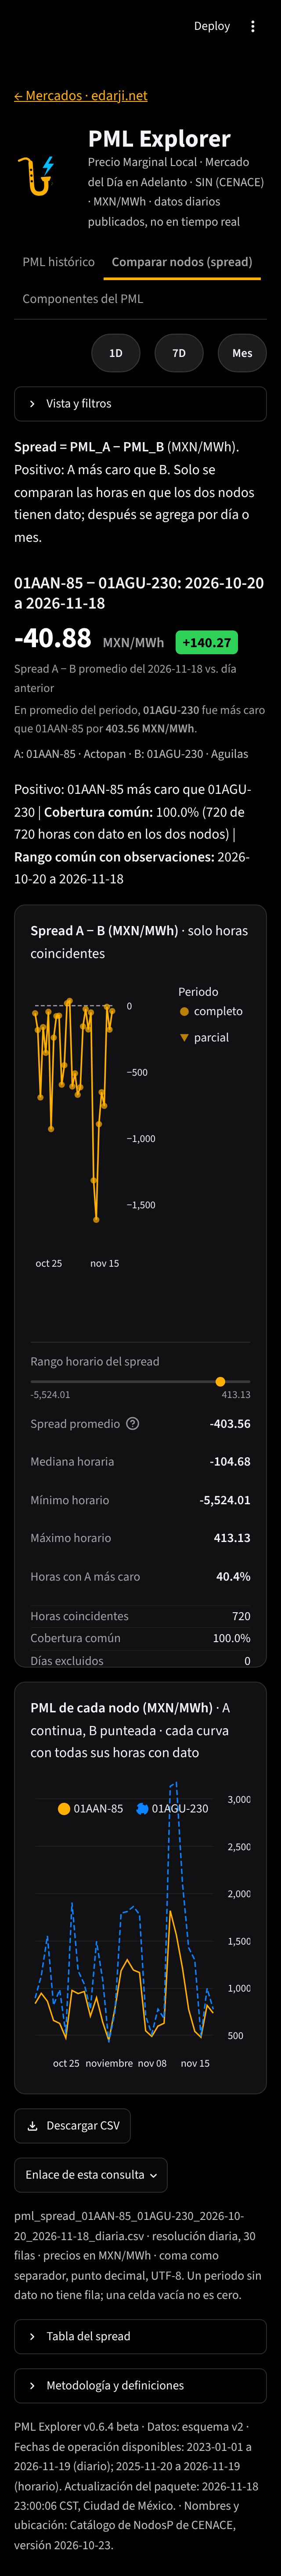 Deploy
← Mercados · edarji.net
PML Explorer
Precio Marginal Local · Mercado
del Día en Adelanto · SIN (CENACE)
· MXN/MWh · datos diarios
publicados, no en tiempo real
PML histórico
Comparar nodos (spread)
Componentes del PML
1D
7D
Mes
Vista y filtros
Spread = PML_A − PML_B (MXN/MWh).
Positivo: A más caro que B. Solo se
comparan las horas en que los dos nodos
tienen dato; después se agrega por día o
mes.
01AAN-85 − 01AGU-230: 2026-10-20
a 2026-11-18
-40.88 MXN/MWh +140.27
Spread A − B promedio del 2026-11-18 vs. día
anterior
En promedio del periodo, 01AGU-230 fue más caro
que 01AAN-85 por 403.56 MXN/MWh.
A: 01AAN-85 · Actopan · B: 01AGU-230 · Aguilas
Positivo: 01AAN-85 más caro que 01AGU-
230 | Cobertura común: 100.0% (720 de
720 horas con dato en los dos nodos) |
Rango común con observaciones: 2026-
10-20 a 2026-11-18
Spread A − B (MXN/MWh) · solo horas
coincidentes
Periodo
completo
parcial
0
−500
−1,000
−1,500
oct 25
nov 15
Rango horario del spread
-5,524.01
413.13
Spread promedio
-403.56
Mediana horaria
-104.68
Mínimo horario
-5,524.01
Máximo horario
413.13
Horas con A más caro
40.4%
Horas coincidentes
720
Cobertura común
100.0%
Días excluidos
0
PML de cada nodo (MXN/MWh) · A
continua, B punteada · cada curva
con todas sus horas con dato
01AAN-85
01AGU-230
3,000
2,500
2,000
1,500
1,000
500
oct 25
noviembre
nov 08
nov 15
Descargar CSV
Enlace de esta consulta
pml_spread_01AAN-85_01AGU-230_2026-10-
20_2026-11-18_diaria.csv · resolución diaria, 30
filas · precios en MXN/MWh · coma como
separador, punto decimal, UTF-8. Un periodo sin
dato no tiene fila; una celda vacía no es cero.
Tabla del spread
Metodología y definiciones
PML Explorer v0.6.4 beta · Datos: esquema v2 ·
Fechas de operación disponibles: 2023-01-01 a
2026-11-19 (diario); 2025-11-20 a 2026-11-19
(horario). Actualización del paquete: 2026-11-18
23:00:06 CST, Ciudad de México. · Nombres y
ubicación: Catálogo de NodosP de CENACE,
versión 2026-10-23.